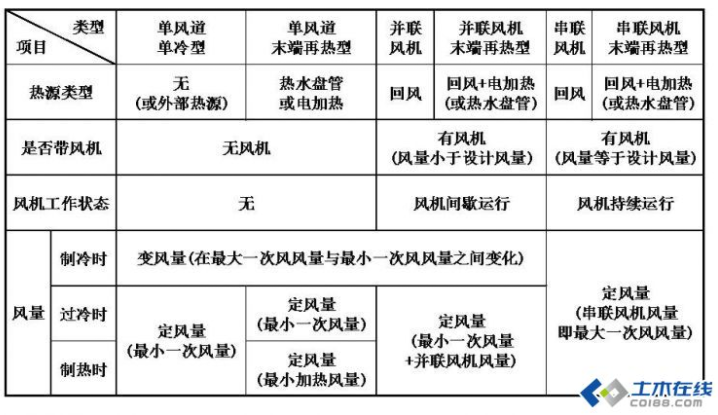 类型
项目
单风道
单冷型
单风道
末端再热型
并联
风机
并联风机
末端再热型
串联
风机
串联风机
末端再热型
热源类型
无
(或外部热源)
热水盘管
或电加热
回风
回风+电加热
(或热水盘管)
回风
回风+电加热
(或热水盘管)
是否带风机
无风机
有风机
(风量小于设计风量)
有风机
(风量等于设计风量)
风机工作状态
无
风机间歇运行
风机持续运行
风量
制冷时
变风量(在最大一次风风量与最小一次风风量之间变化)
定风量
(串联风机风量
即最大一次风风量)
过冷时
定风量
(最小一次风量)
定风量
(最小一次风量)
定风量
(最小一次风量
+并联风机风量)
制热时
定风量
(最小加热风量)
土木在线
COI88.COM